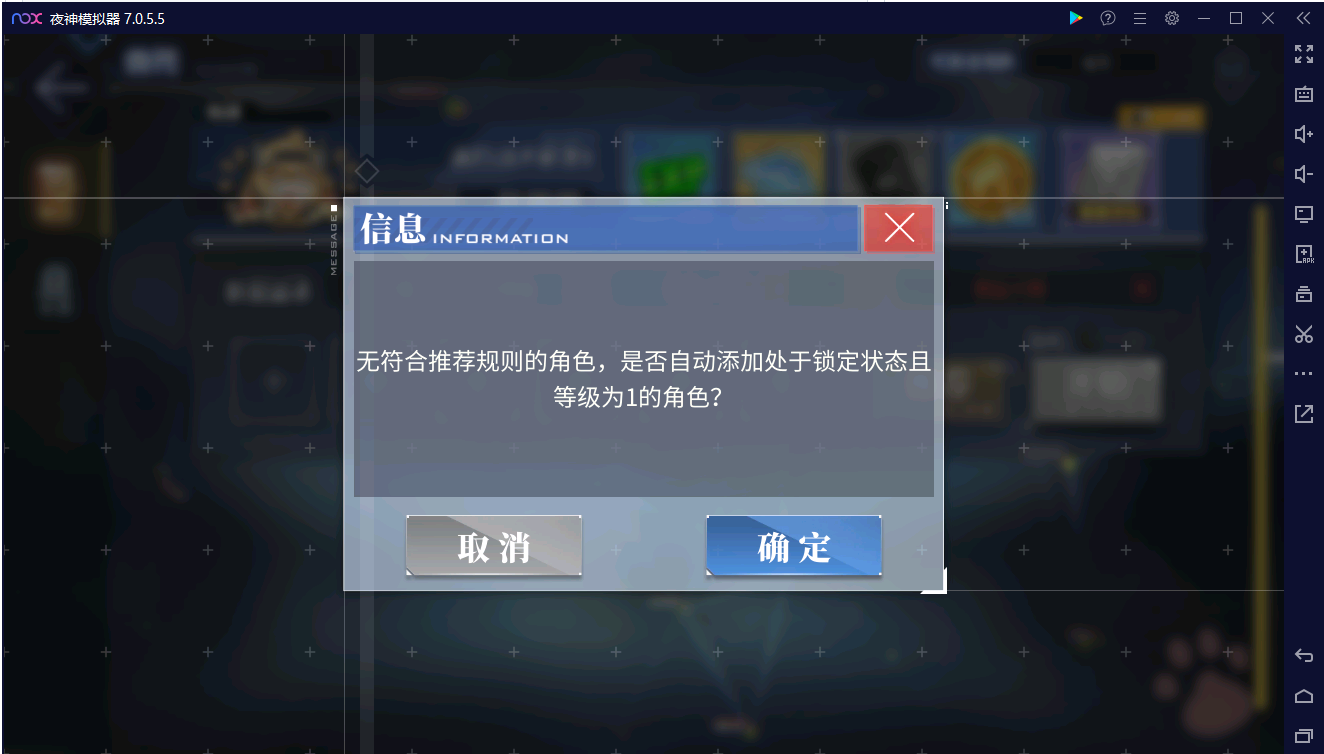 nox 夜神模拟器 7.0.5.5
MESSAGE
信息 INFORMATION
无符合推荐规则的角色，是否自动添加处于锁定状态且
等级为1的角色？
取消
确定
APK